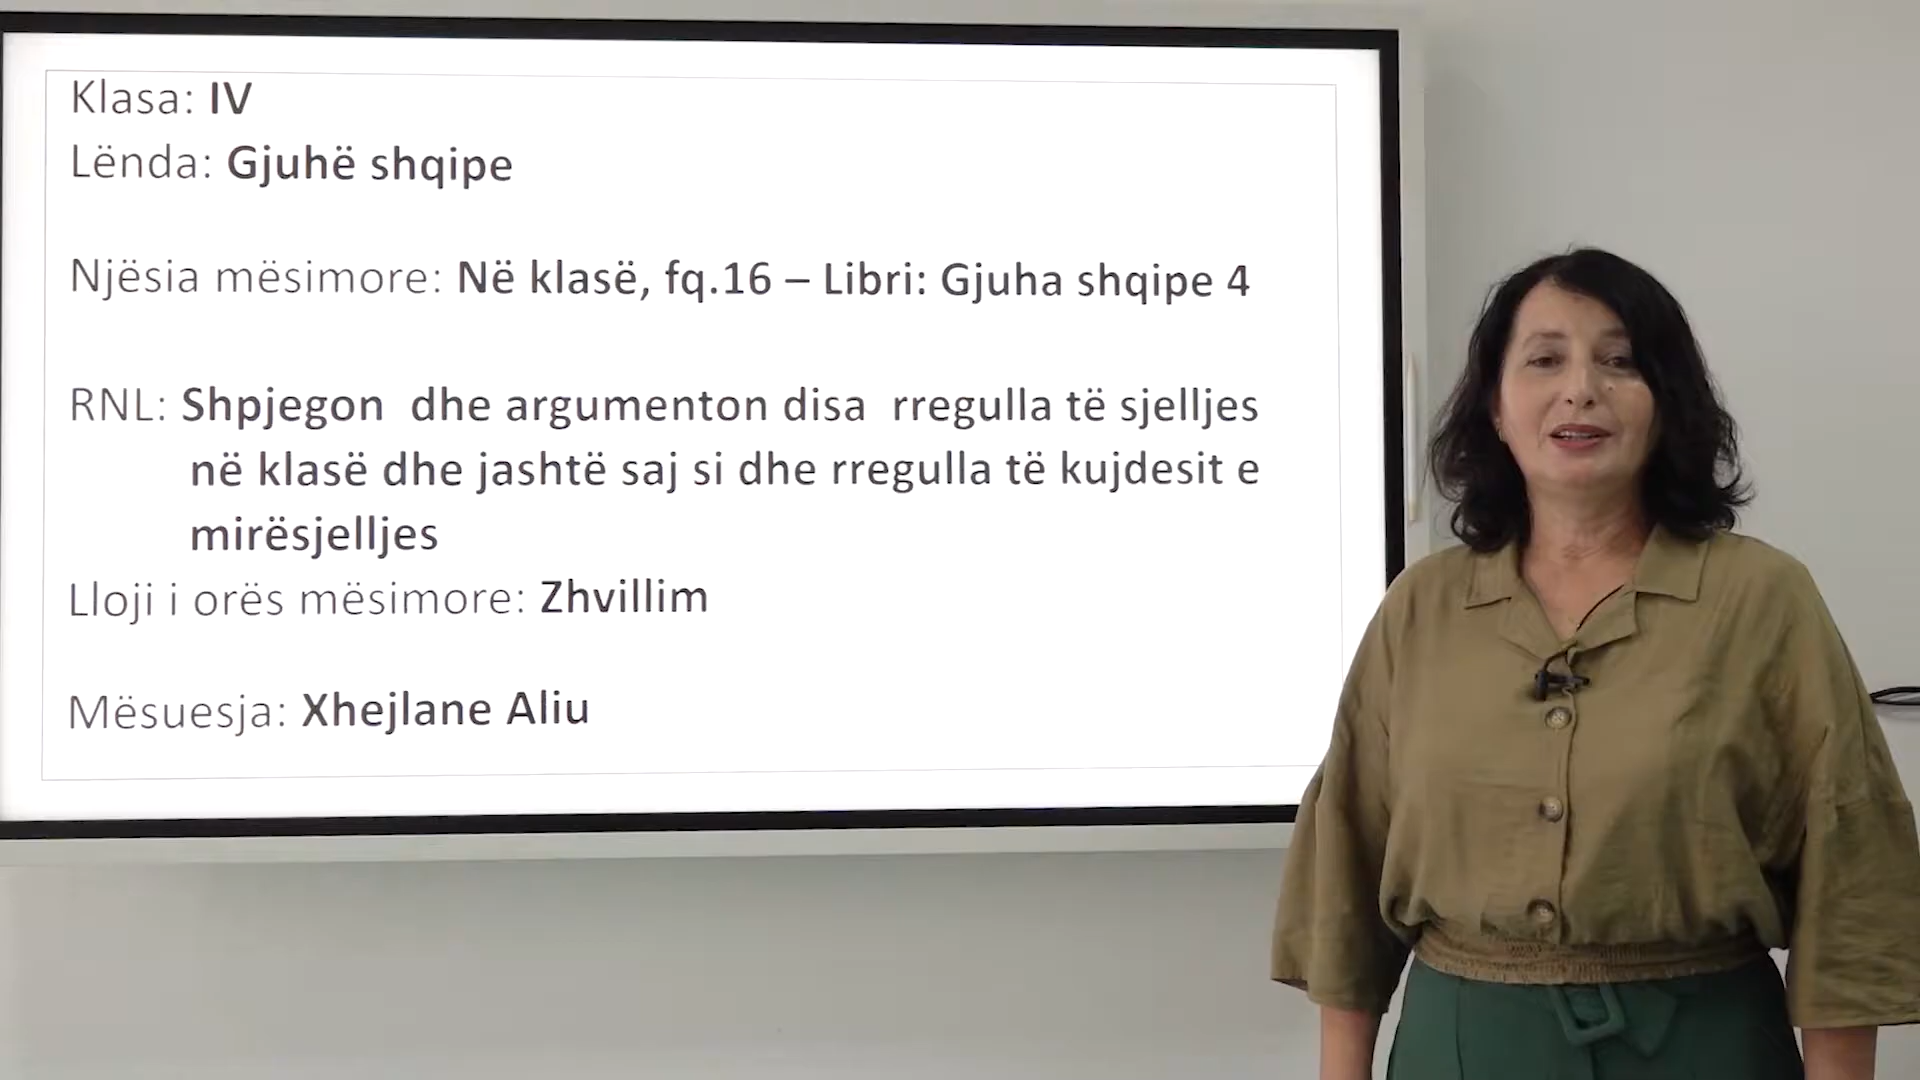 Klasa: IV
Lënda: Gjuhë shqipe
Njësia mësimore: Në klasë, fq.16 – Libri: Gjuha shqipe 4
RNL: Shpjegon dhe argumenton disa rregulla të sjelljes
në klasë dhe jashtë saj si dhe rregulla të kujdesit e
mirësjelljes
Lloji i orës mësimore: Zhvillim
Mësuesja: Xhejlane Aliu